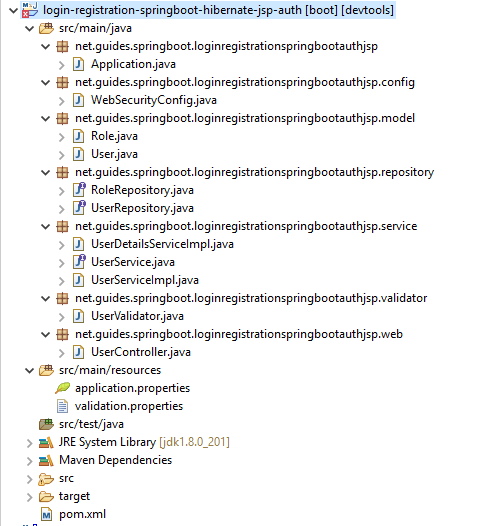 login-registration-springboot-hibernate-jsp-auth [boot] [devtools]
src/main/java
net.guides.springboot.loginregistrationspringbootauthjsp
Application.java
net.guides.springboot.loginregistrationspringbootauthjsp.config
WebSecurityConfig.java
net.guides.springboot.loginregistrationspringbootauthjsp.model
Role.java
User.java
net.guides.springboot.loginregistrationspringbootauthjsp.repository
RoleRepository.java
UserRepository.java
net.guides.springboot.loginregistrationspringbootauthjsp.service
UserDetailsServiceImpl.java
UserService.java
UserServiceImpl.java
net.guides.springboot.loginregistrationspringbootauthjsp.validator
UserValidator.java
net.guides.springboot.loginregistrationspringbootauthjsp.web
UserController.java
src/main/resources
application.properties
validation.properties
src/test/java
JRE System Library [jdk1.8.0_201]
Maven Dependencies
src
target
pom.xml